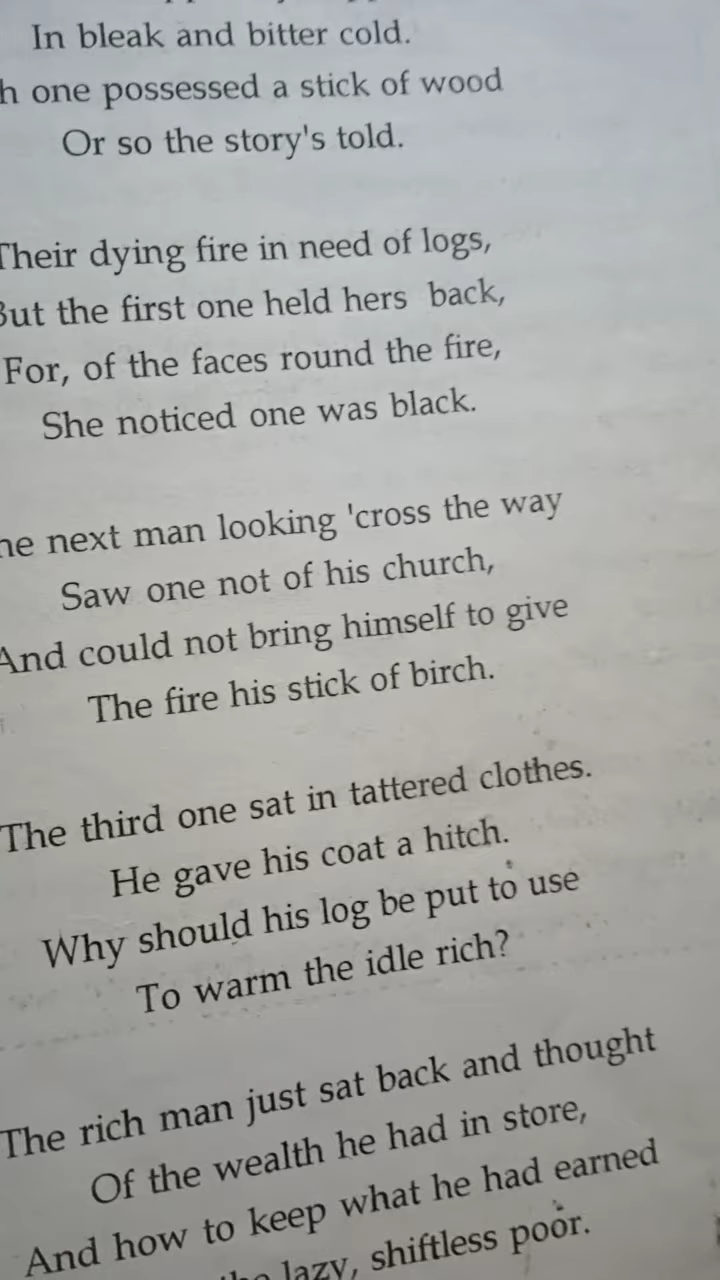 In bleak and bitter cold.
h one possessed a stick of wood
Or so the story's told.
Their dying fire in need of logs,
But the first one held hers back,
For, of the faces round the fire,
She noticed one was black.
he next man looking 'cross the way
Saw one not of his church,
And could not bring himself to give
The fire his stick of birch.
The third one sat in tattered clothes.
He gave his coat a hitch.
Why should his log be put to use
To warm the idle rich?
The rich man just sat back and thought
Of the wealth he had in store,
And how to keep what he had earned
lazy, shiftless poor.